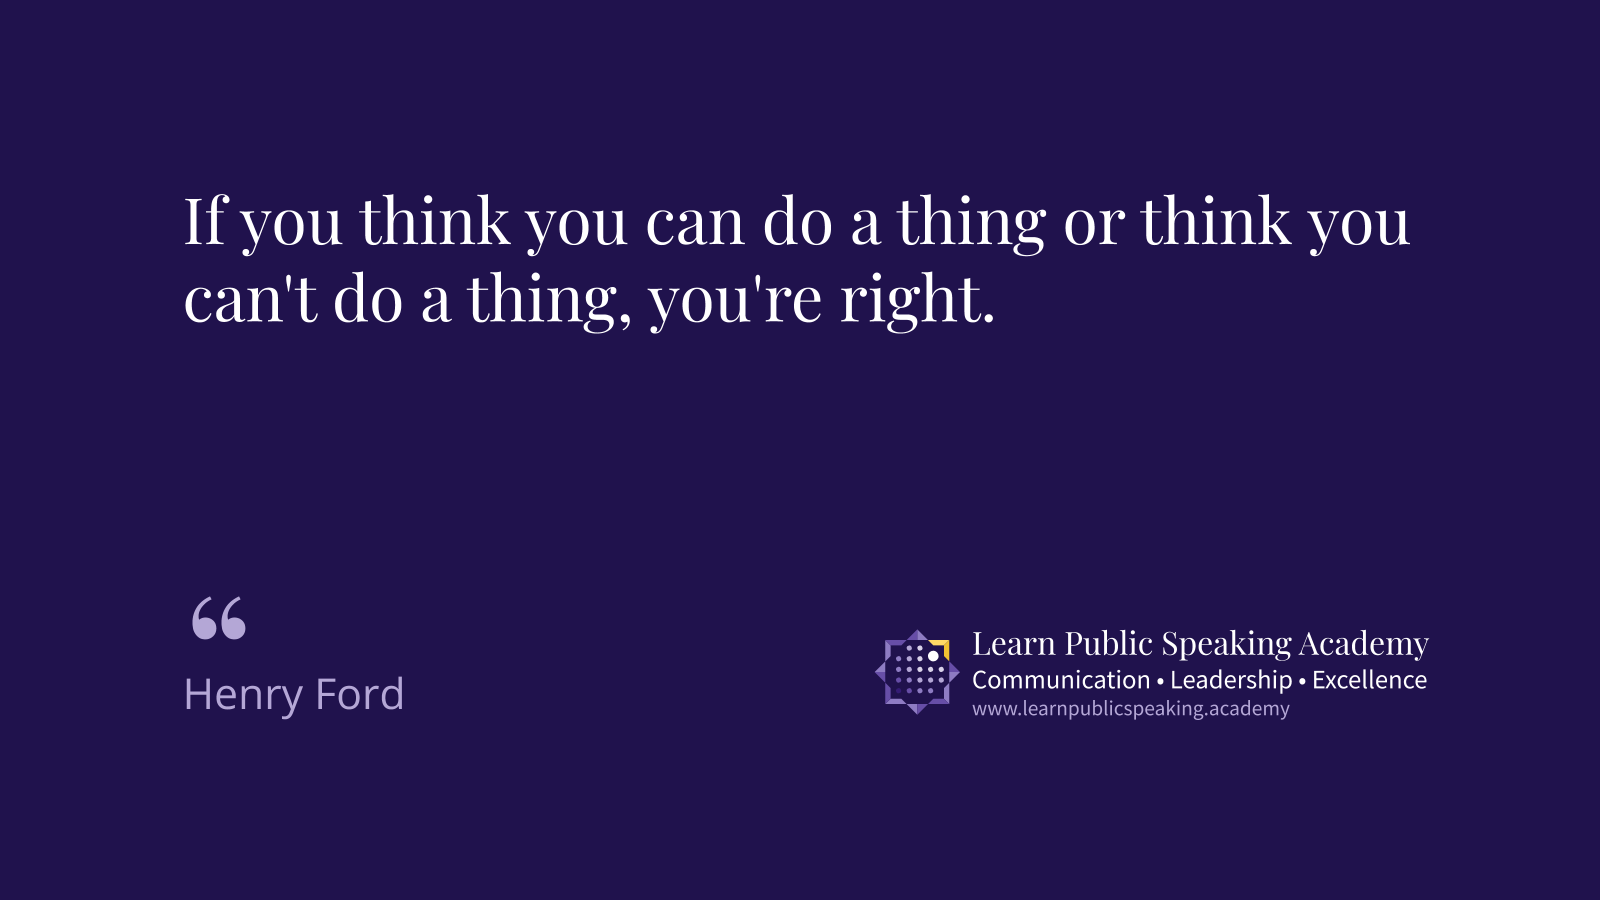 If you think you can do a thing or think you
can't do a thing, you're right.
“
Henry Ford
Learn Public Speaking Academy
Communication • Leadership • Excellence
www.learnpublicspeaking.academy